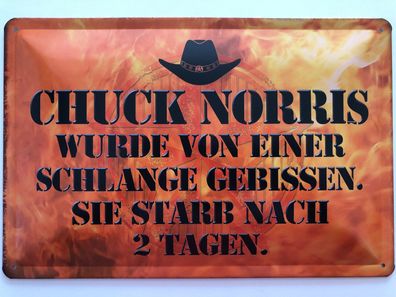 CHUCK NORRIS
WURDE VON EINER
SCHLANGE GEBISSEN.
SIE STARB NACH
2 TAGEN.